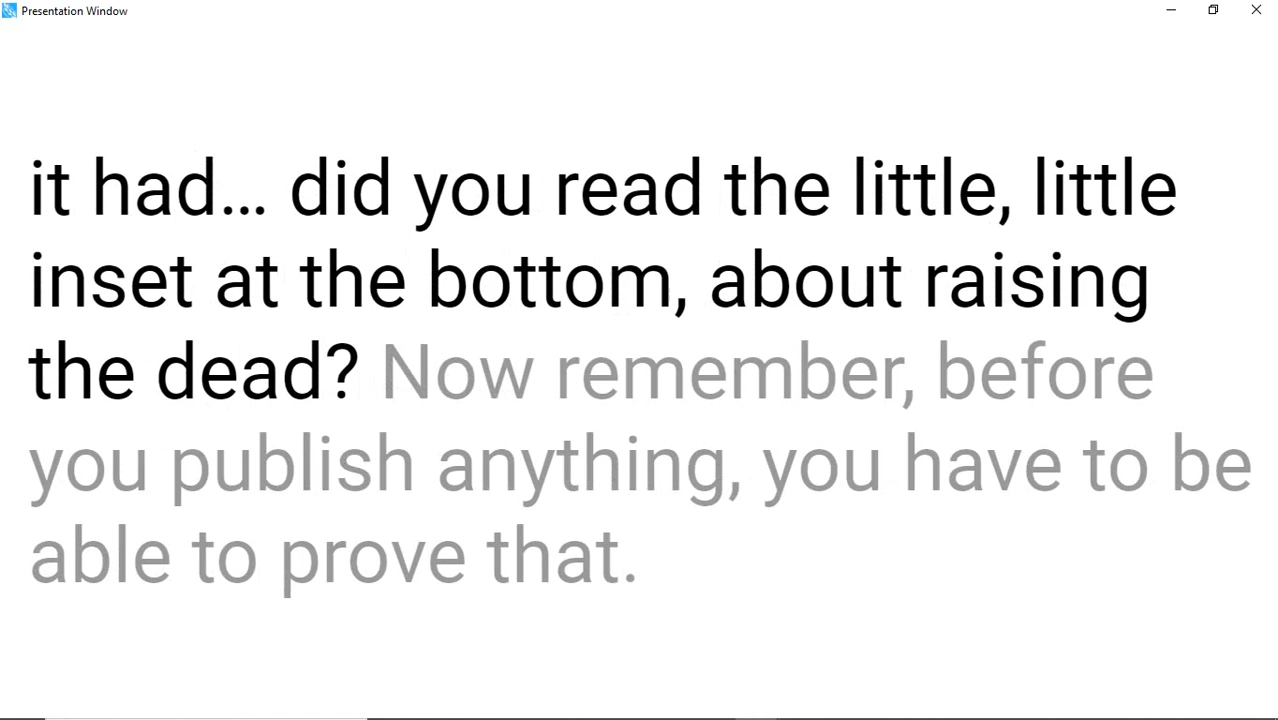 Presentation Window
it had... did you read the little, little
inset at the bottom, about raising
the dead? Now remember, before
you publish anything, you have to be
able to prove that.